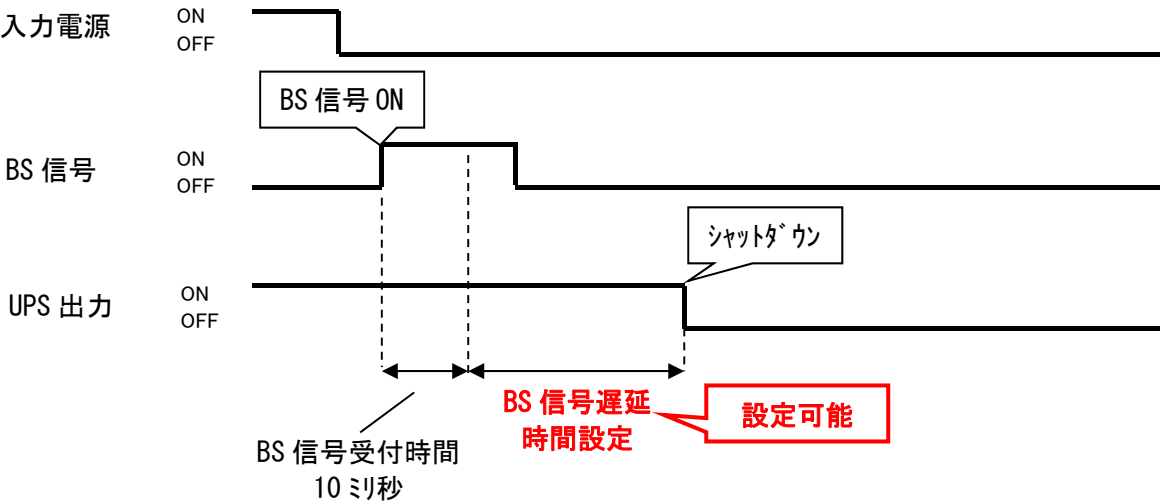 入力電源
ON
OFF
BS 信号 ON
BS 信号
ON
OFF
ｼｬｯﾄﾀﾞｳﾝ
UPS 出力
ON
OFF
BS 信号遅延
時間設定
設定可能
BS 信号受付時間
10 ﾐﾘ秒